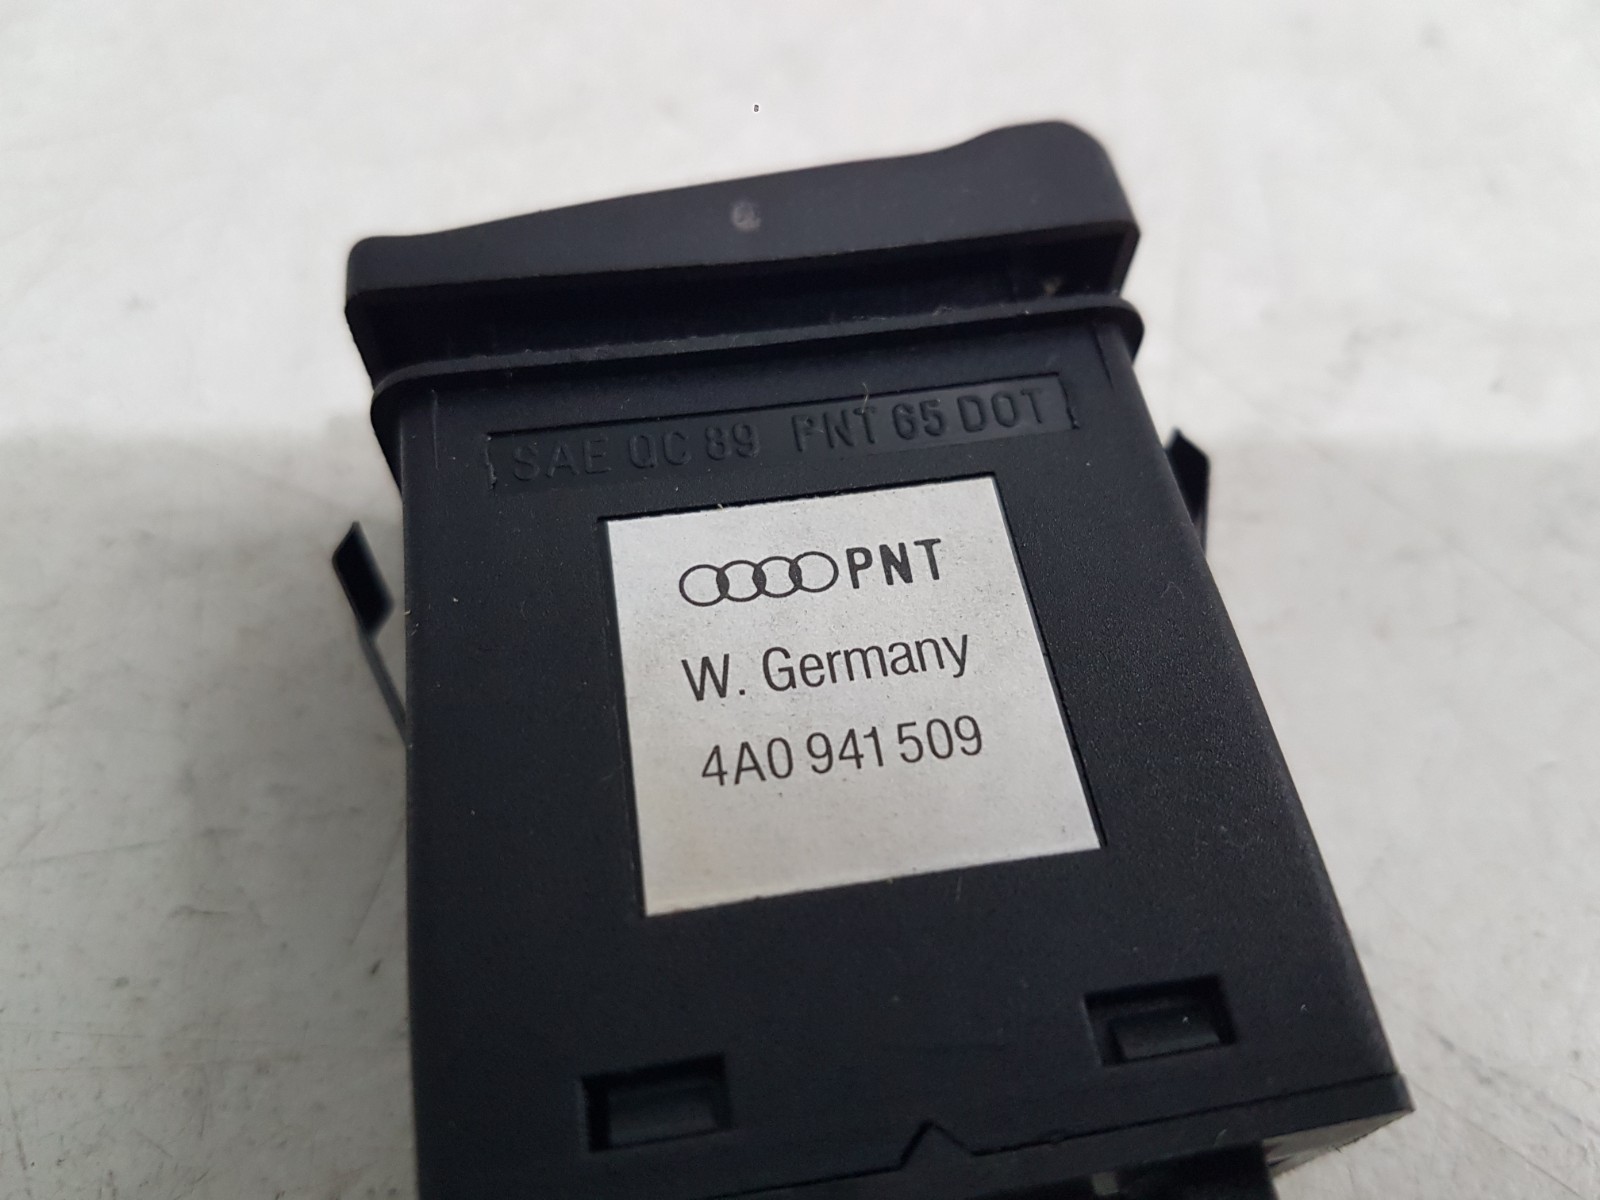 SAE QC 89 PNT 65 DOT
PNT
W. Germany
4A0 941 509